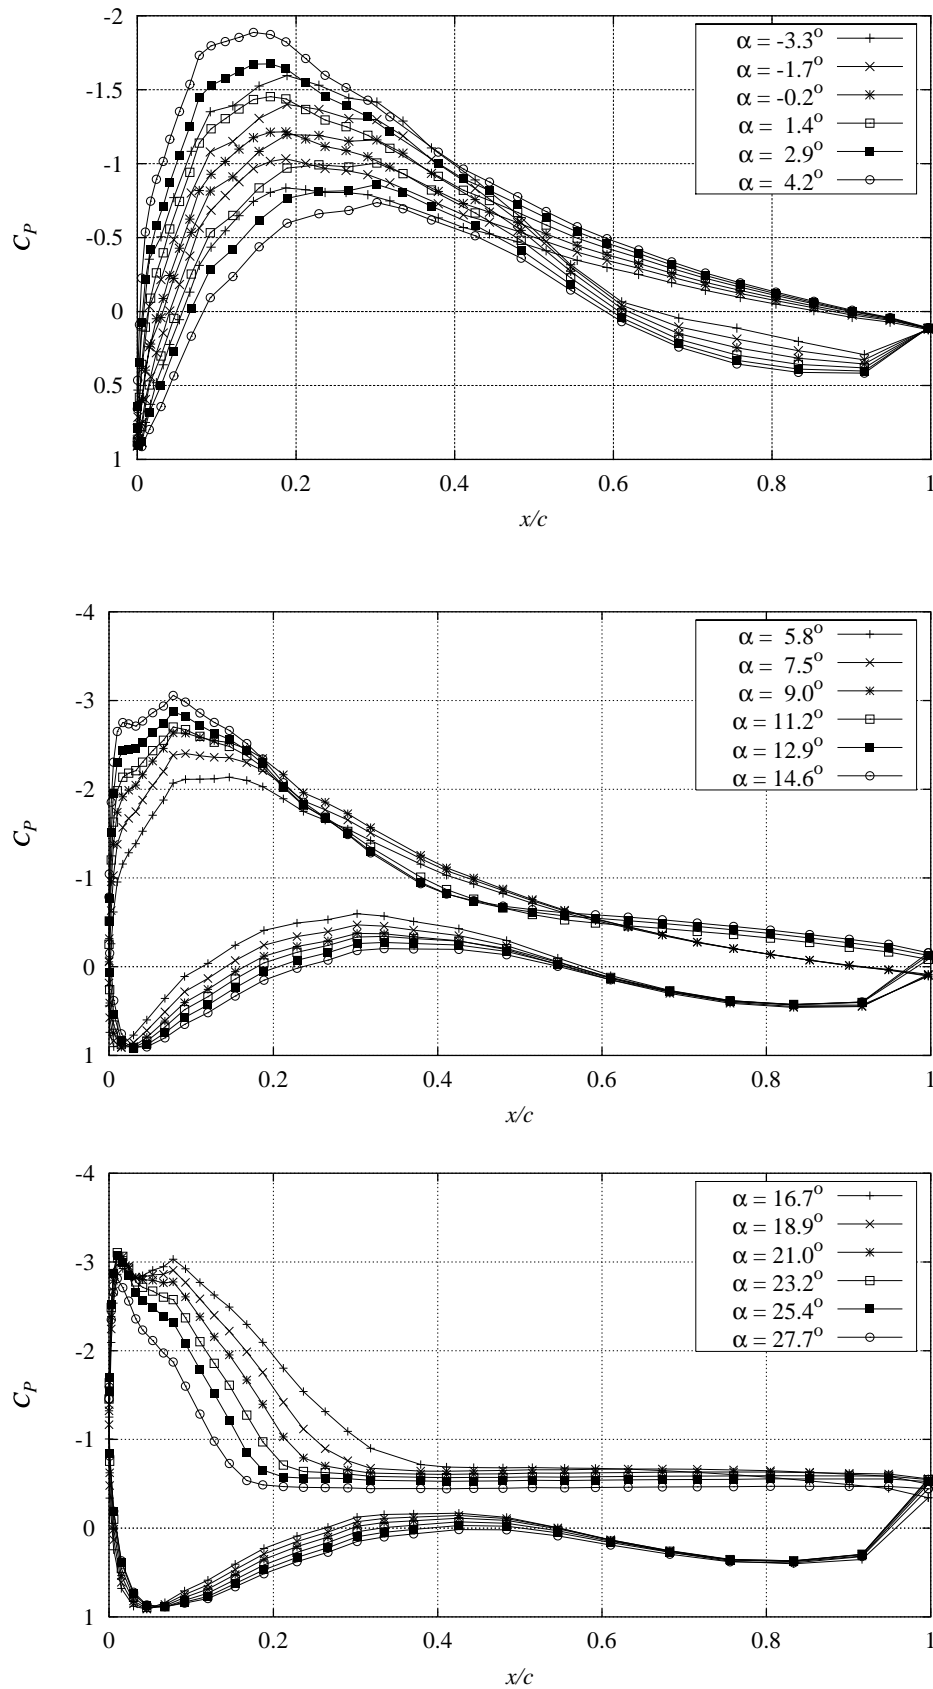 -2
-1.5
-1
-0.5
0
0.5
1
C_P
0 0.2 0.4 0.6 0.8 1
x/c
α = -3.3°
α = -1.7°
α = -0.2°
α = 1.4°
α = 2.9°
α = 4.2°
-4
-3
-2
-1
0
1
C_P
0 0.2 0.4 0.6 0.8 1
x/c
α = 5.8°
α = 7.5°
α = 9.0°
α = 11.2°
α = 12.9°
α = 14.6°
-4
-3
-2
-1
0
1
C_P
0 0.2 0.4 0.6 0.8 1
x/c
α = 16.7°
α = 18.9°
α = 21.0°
α = 23.2°
α = 25.4°
α = 27.7°